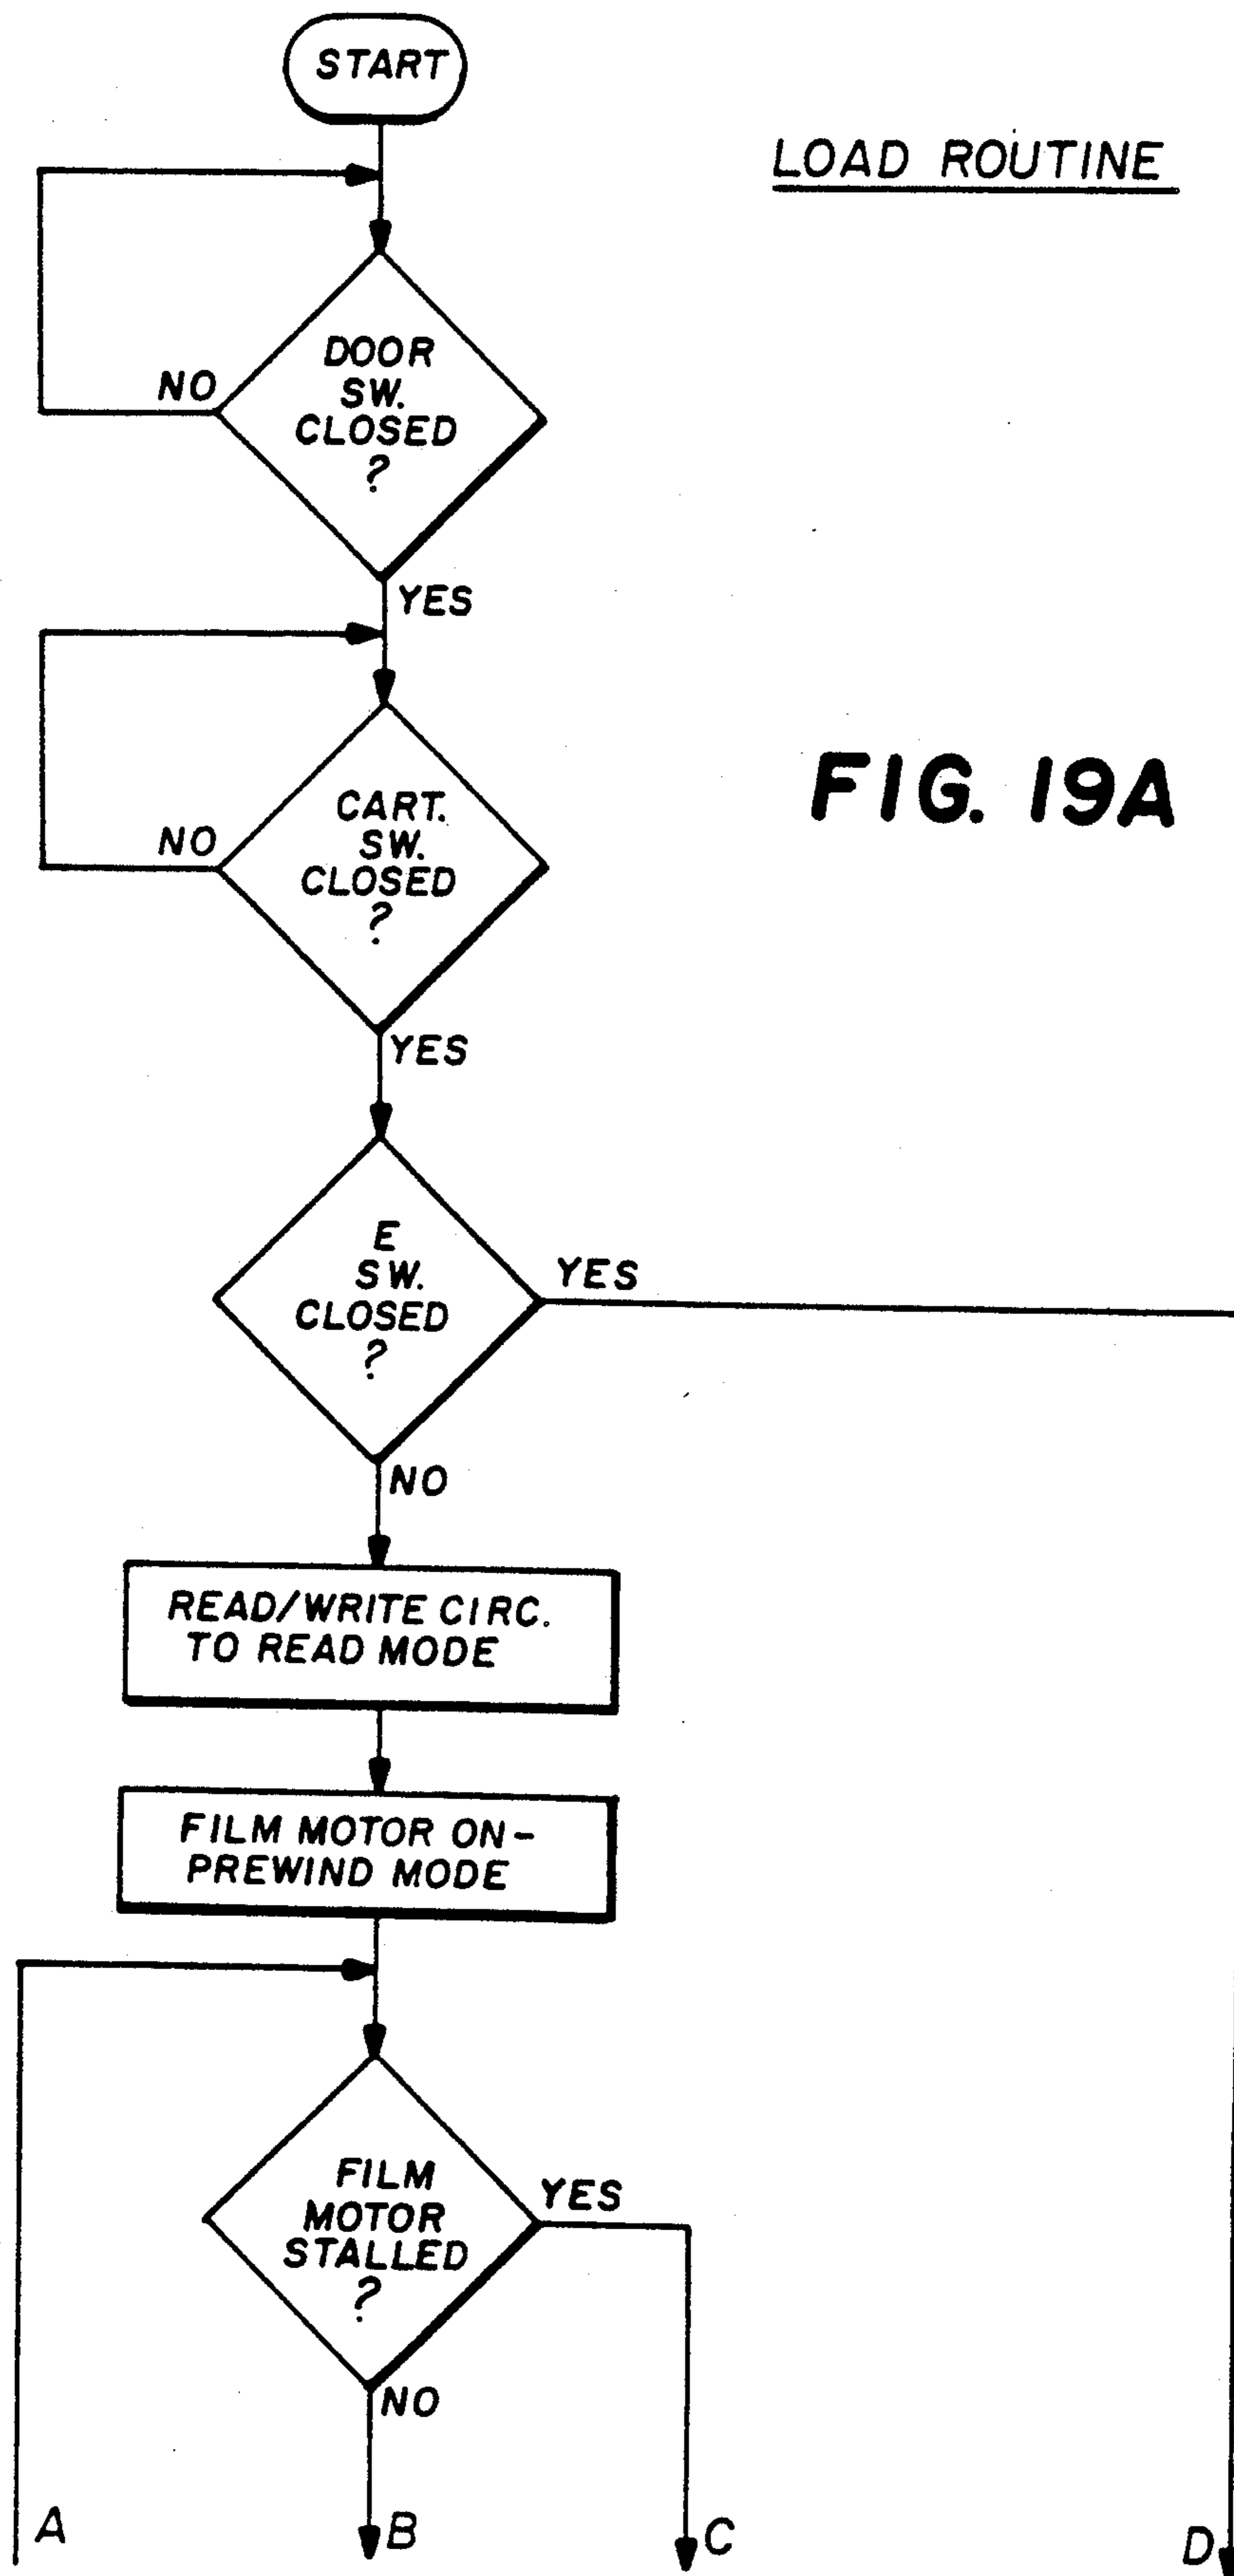 START
LOAD ROUTINE
DOOR
SW.
CLOSED
?
NO
YES
FIG. 19A
CART.
SW.
CLOSED
?
NO
YES
E
SW.
CLOSED
?
YES
NO
READ/WRITE CIRC.
TO READ MODE
FILM MOTOR ON-
PREWIND MODE
FILM
MOTOR
STALLED
?
YES
NO
A
B
C
D